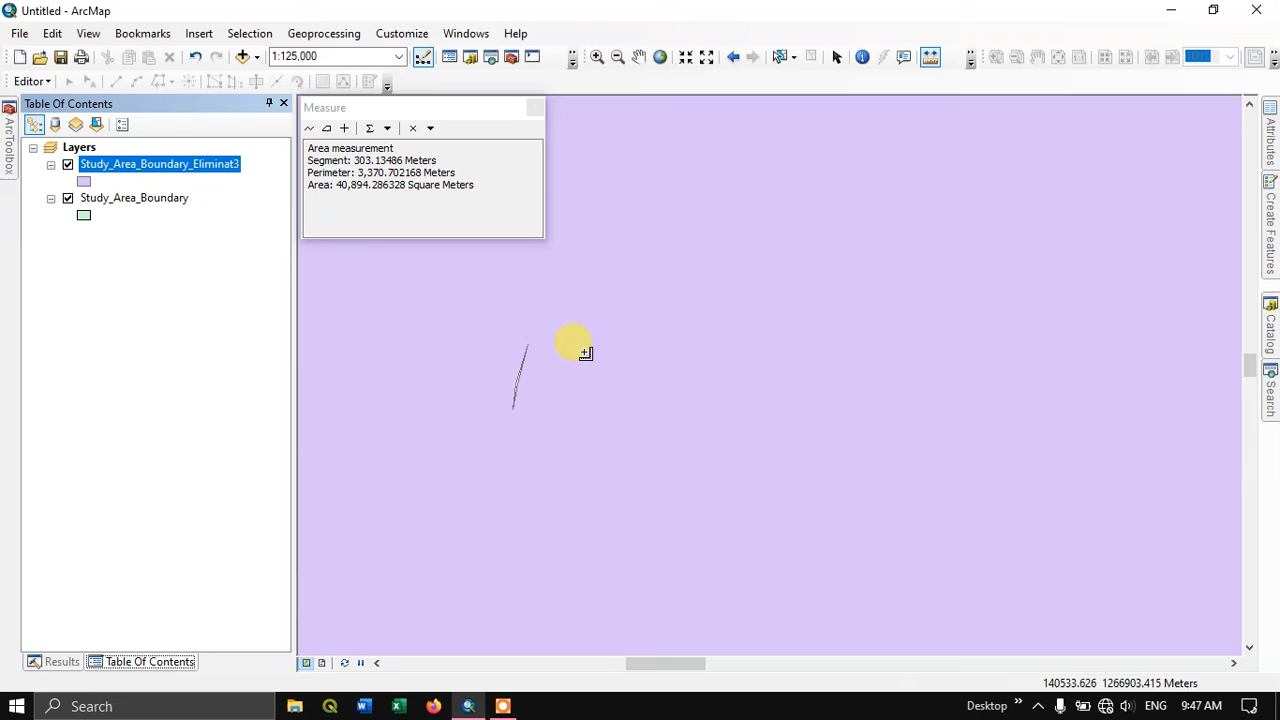 Untitled - ArcMap
File Edit View Bookmarks Insert Selection Geoprocessing Customize Windows Help
1:125,000
Editor
Table Of Contents
Layers
Study_Area_Boundary_Eliminat3
Study_Area_Boundary
Measure
Area measurement
Segment: 303.13486 Meters
Perimeter: 3,370.702168 Meters
Area: 40,894.286328 Square Meters
ArcToolbox
Attributes
Create Features
Catalog
Search
Results
Table Of Contents
140533.626 1266903.415 Meters
Search
Desktop
ENG
9:47 AM